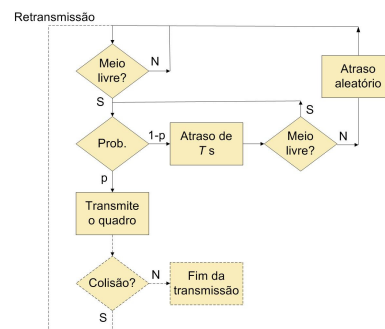 Retransmissão
Meio
livre?
N
Atraso
aleatório
S
S
Prob.
1-p
Atraso de
T s
Meio
livre?
N
p
Transmite
o quadro
Colisão?
N
Fim da
transmissão
S